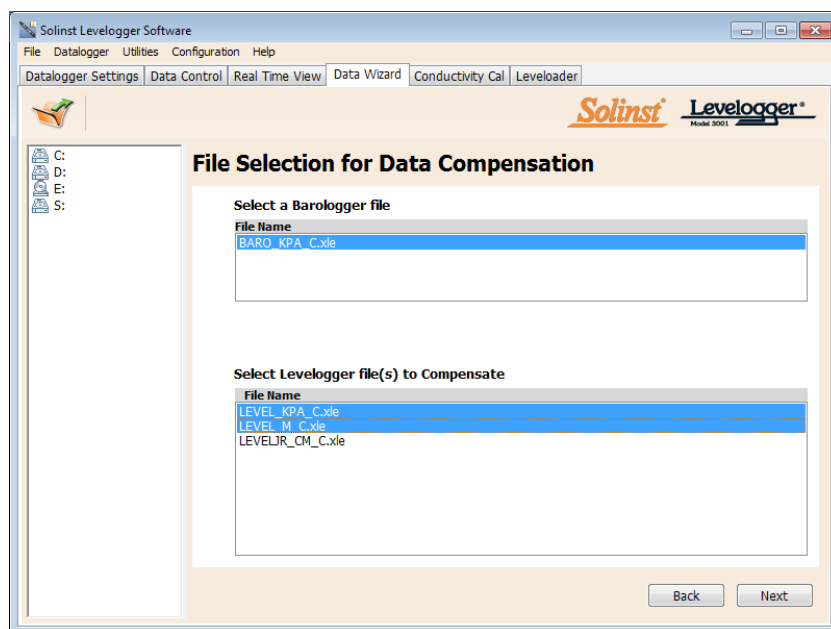 Solinst Levelogger Software
File Datalogger Utilities Configuration Help
Datalogger Settings Data Control Real Time View Data Wizard Conductivity Cal Leveloader
Solinst Levelogger
Model 3001
C:
D:
E:
S:
File Selection for Data Compensation
Select a Barologger file
File Name
BARO_KPA_C.xle
Select Levelogger file(s) to Compensate
File Name
LEVEL_KPA_C.xle
LEVEL_M_C.xle
LEVELJR_CM_C.xle
Back Next